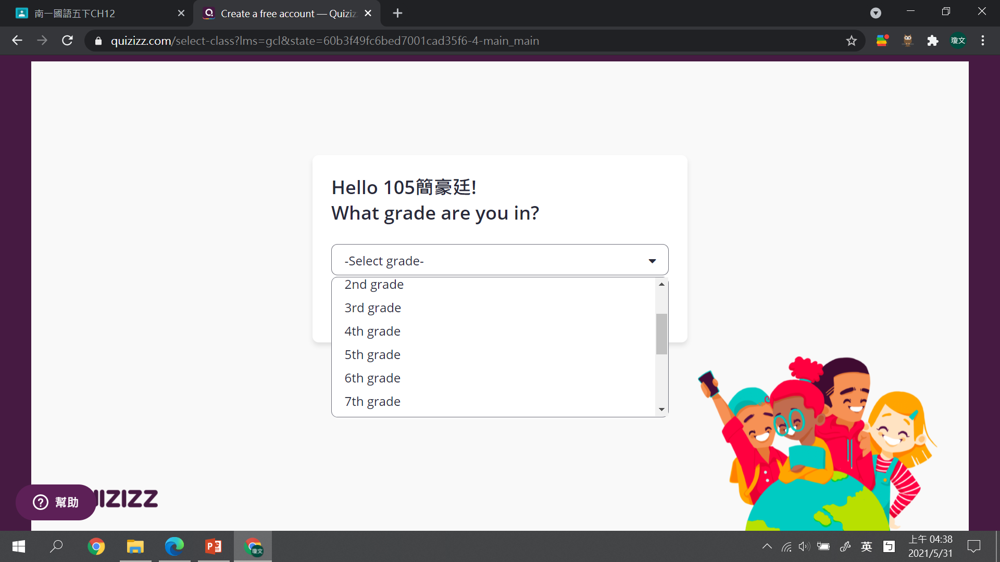 南一國語五下CH12
Create a free account — Quiziz
quizizz.com/select-class?lms=gcl&state=60b3f49fc6bed7001cad35f6-4-main_main
瓊文
Hello 105簡豪廷!
What grade are you in?
-Select grade-
2nd grade
3rd grade
4th grade
5th grade
6th grade
7th grade
幫助
IZIZZ
瓊文
英
ㄅ
上午 04:38
2021/5/31